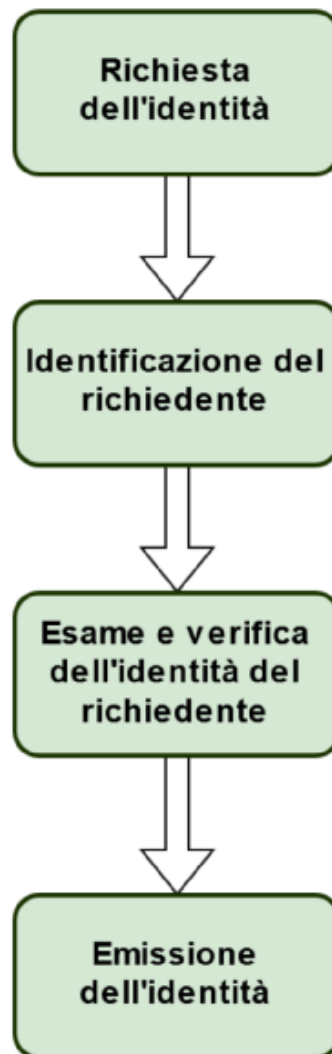 Richiesta
dell'identità
Identificazione del
richiedente
Esame e verifica
dell'identità del
richiedente
Emissione
dell'identità